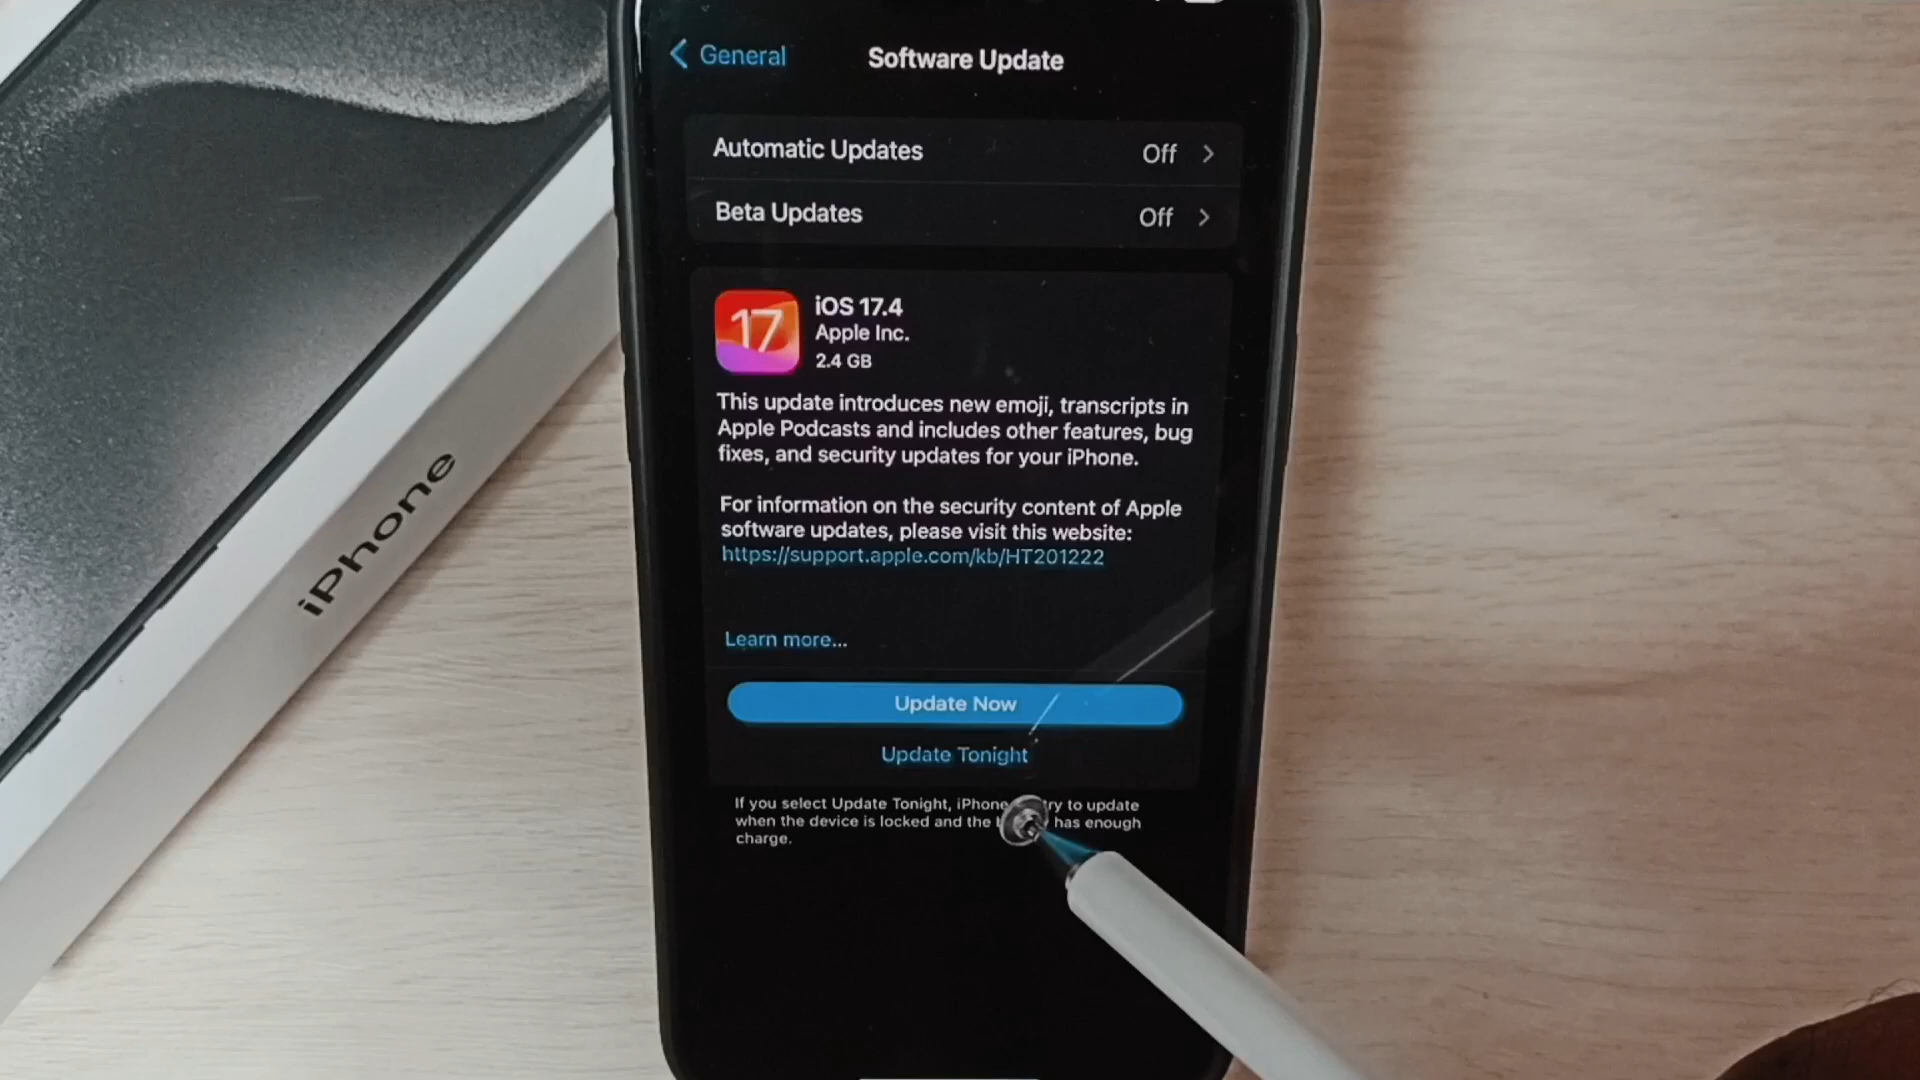 General
Software Update
Automatic Updates Off
Beta Updates Off
17
iOS 17.4
Apple Inc.
2.4 GB
This update introduces new emoji, transcripts in
Apple Podcasts and includes other features, bug
fixes, and security updates for your iPhone.
For information on the security content of Apple
software updates, please visit this website:
https://support.apple.com/kb/HT201222
Learn more...
Update Now
Update Tonight
If you select Update Tonight, iPhone try to update
when the device is locked and the has enough
charge.
iPhone